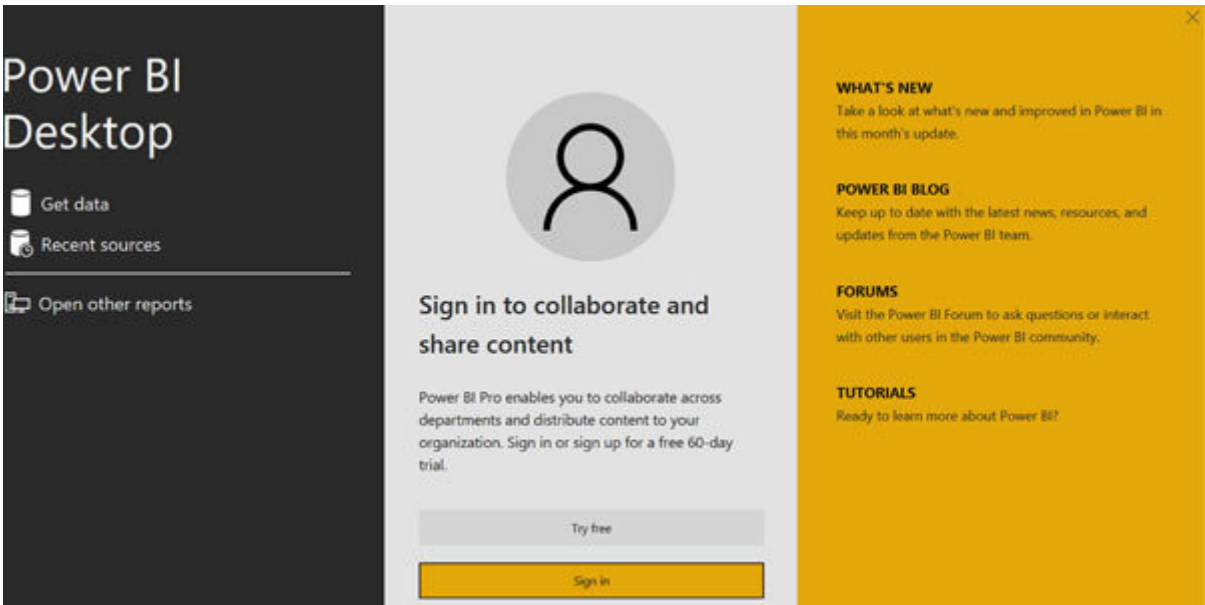 Power BI
Desktop
Get data
Recent sources
Open other reports
Sign in to collaborate and
share content
Power BI Pro enables you to collaborate across
departments and distribute content to your
organization. Sign in or sign up for a free 60-day
trial.
Try free
Sign in
WHAT'S NEW
Take a look at what's new and improved in Power BI in
this month's update.
POWER BI BLOG
Keep up to date with the latest news, resources, and
updates from the Power BI team.
FORUMS
Visit the Power BI Forum to ask questions or interact
with other users in the Power BI community.
TUTORIALS
Ready to learn more about Power BI?